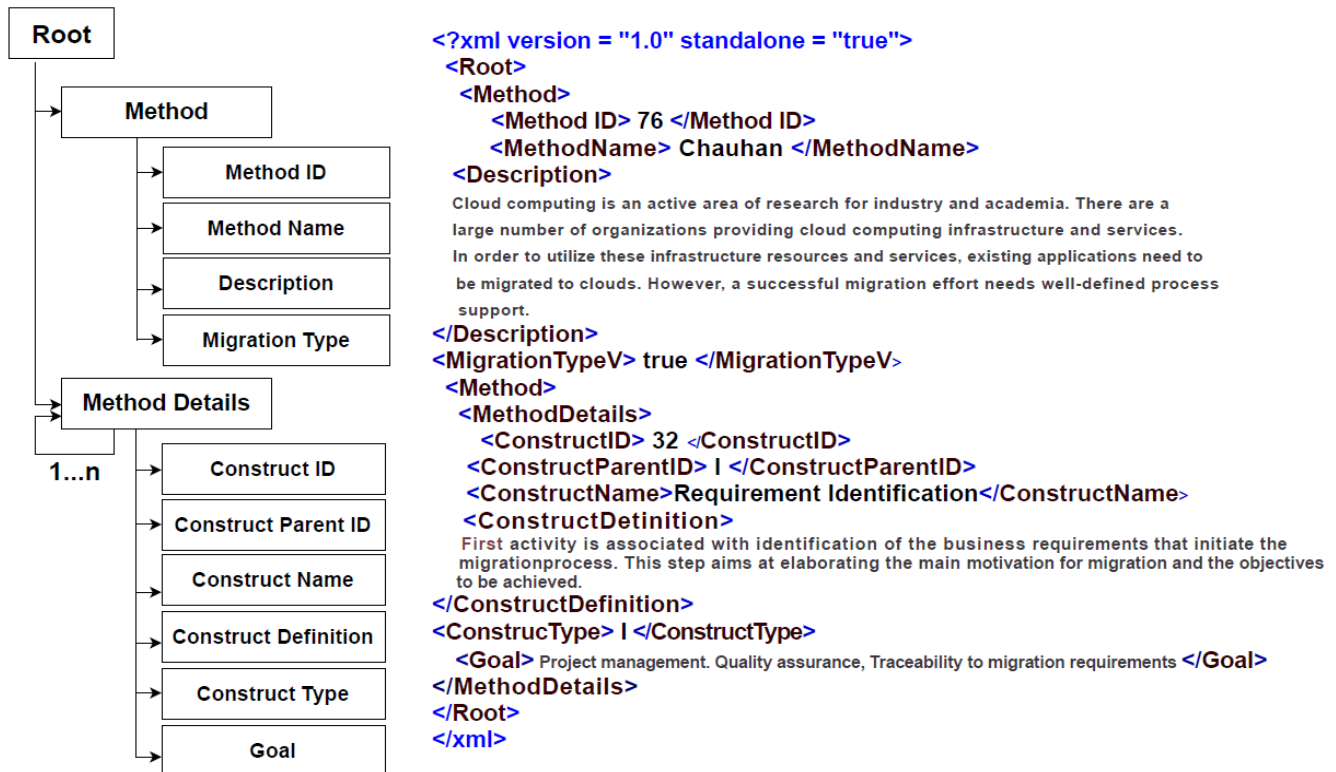 Root
Method
Method ID
Method Name
Description
Migration Type
Method Details
1...n
Construct ID
Construct Parent ID
Construct Name
Construct Definition
Construct Type
Goal
<?xml version = "1.0" standalone = "true">
<Root>
<Method>
<Method ID> 76 </Method ID>
<MethodName> Chauhan </MethodName>
<Description>
Cloud computing is an active area of research for industry and academia. There are a
large number of organizations providing cloud computing infrastructure and services.
In order to utilize these infrastructure resources and services, existing applications need to
be migrated to clouds. However, a successful migration effort needs well-defined process
support.
</Description>
<MigrationTypeV> true </MigrationTypeV>
<Method>
<MethodDetails>
<ConstructID> 32 </ConstructID>
<ConstructParentID> I </ConstructParentID>
<ConstructName>Requirement Identification</ConstructName>
<ConstructDetinition>
First activity is associated with identification of the business requirements that initiate the
migrationprocess. This step aims at elaborating the main motivation for migration and the objectives
to be achieved.
</ConstructDefinition>
<ConstrucType> I </ConstructType>
<Goal> Project management. Quality assurance, Traceability to migration requirements </Goal>
</MethodDetails>
</Root>
</xml>